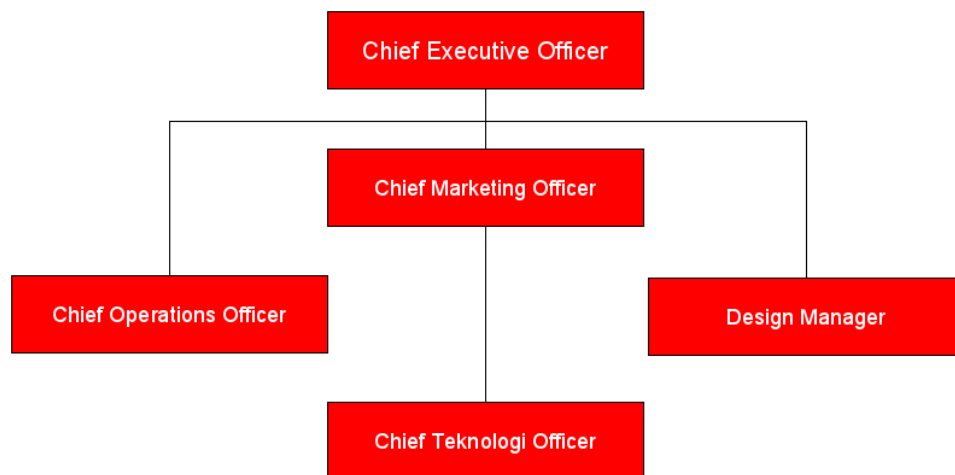 Chief Executive Officer
Chief Marketing Officer
Chief Operations Officer
Design Manager
Chief Teknologi Officer